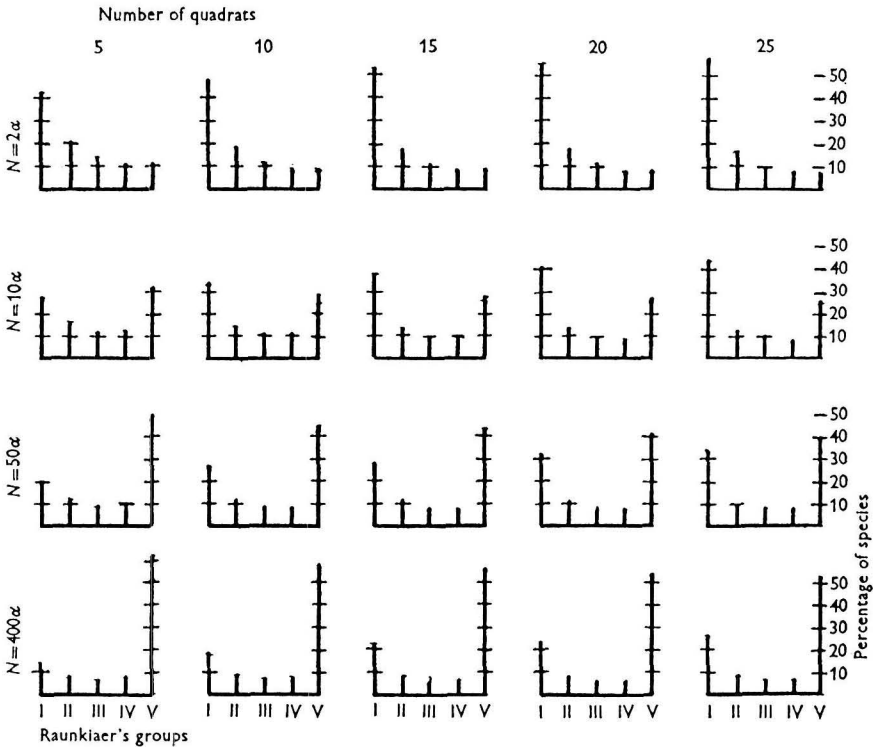 Number of quadrats
5 10 15 20 25
N=2α
50
40
30
20
10
N=10α
50
40
30
20
10
N=50α
50
40
30
20
10
N=400α
50
40
30
20
10
Percentage of species
I II III IV V I II III IV V I II III IV V I II III IV V I II III IV V
Raunkiaer's groups